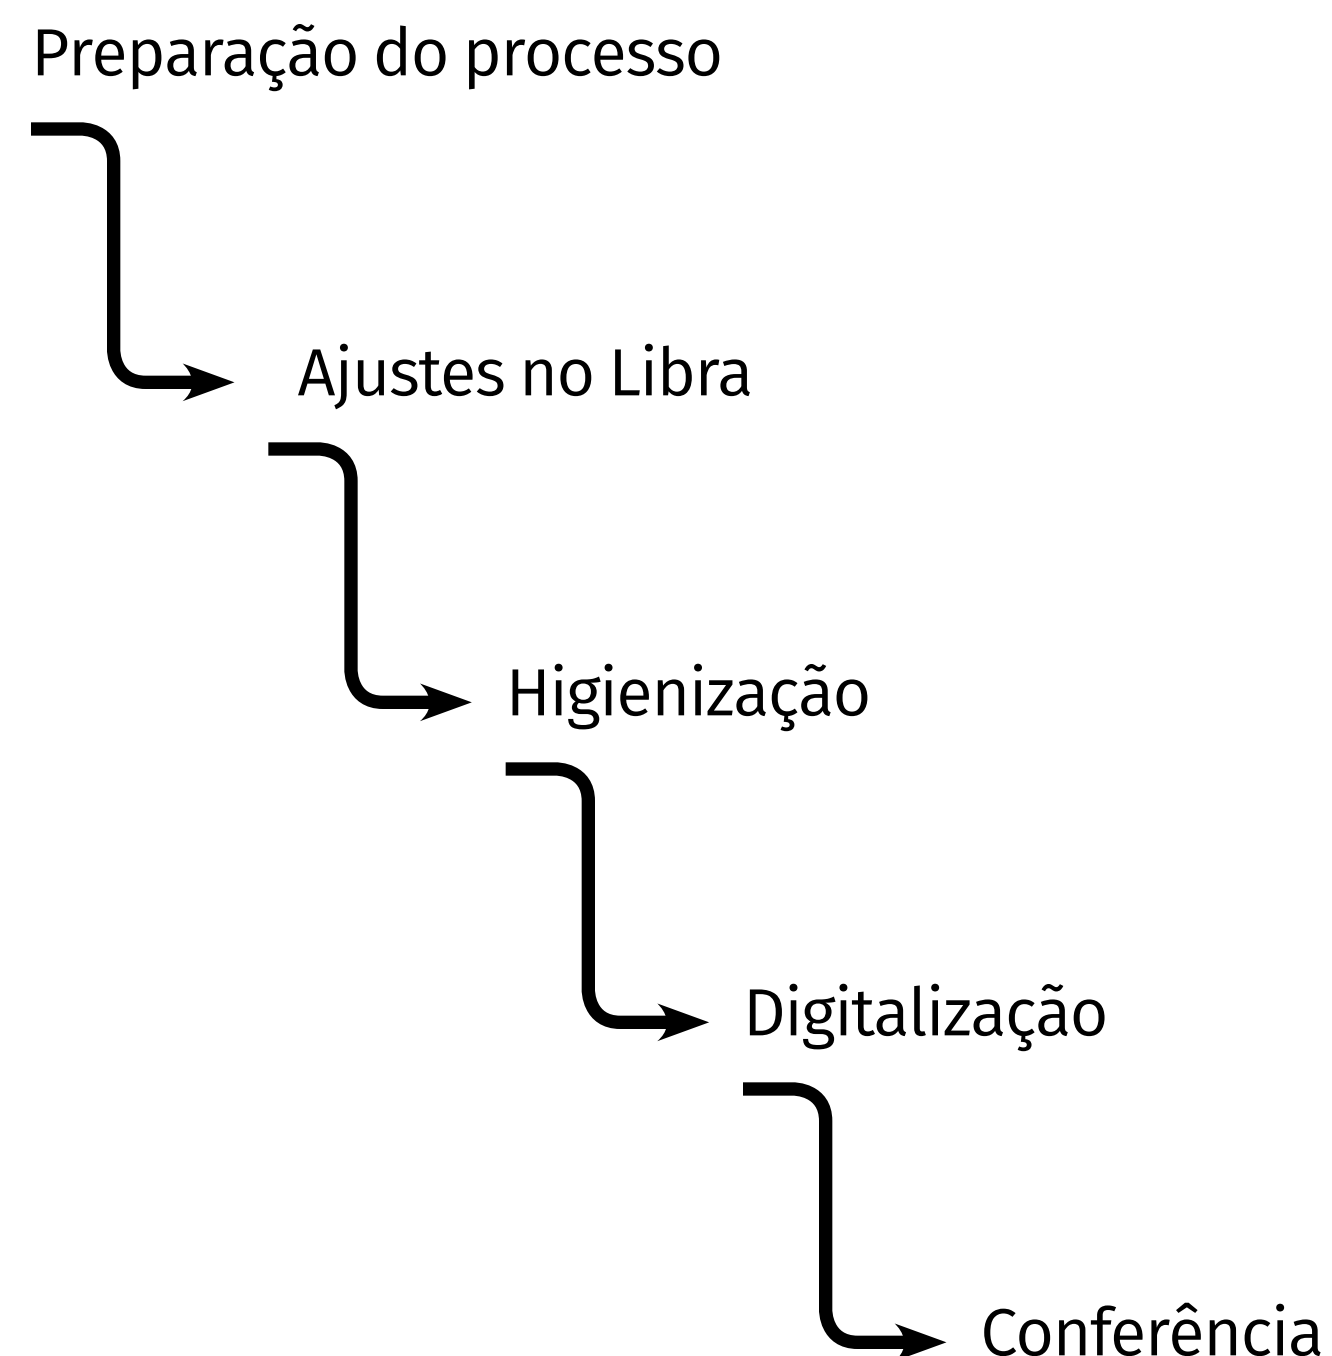 Preparação do processo
Ajustes no Libra
Higienização
Digitalização
Conferência